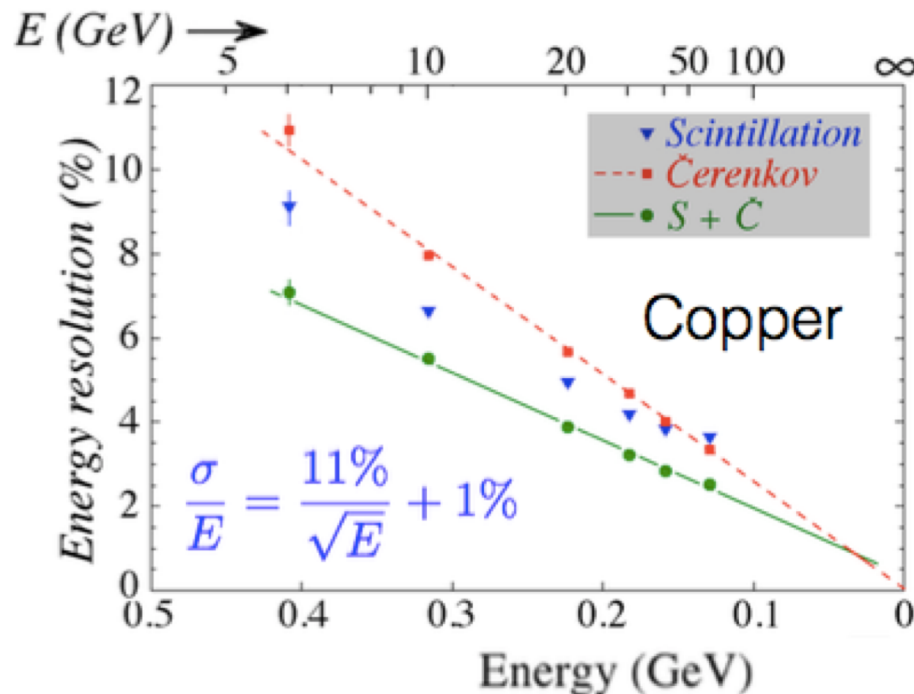 E (GeV) →
5 10 20 50 100 ∞
12
10
8
6
4
2
0
Energy resolution (%)
Scintillation
Čerenkov
S + Č
Copper
σ/E = 11%/√E + 1%
0.5 0.4 0.3 0.2 0.1 0
Energy (GeV)